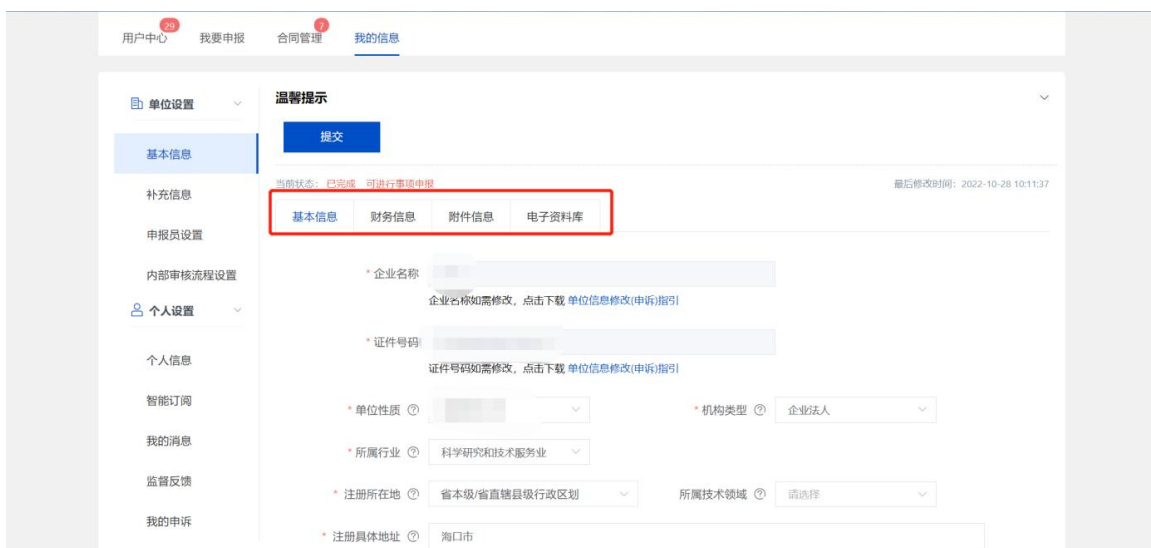 29 7
用户中心 我要申报 合同管理 我的信息
单位设置
基本信息
补充信息
申报员设置
内部审核流程设置
个人设置
个人信息
智能订阅
我的消息
监督反馈
我的申诉
温馨提示
提交
当前状态： 已完成 可进行事项申报 最后修改时间：2022-10-28 10:11:37
基本信息 财务信息 附件信息 电子资料库
* 企业名称
企业名称如需修改，点击下载 单位信息修改(申诉)指引
* 证件号码
证件号码如需修改，点击下载 单位信息修改(申诉)指引
* 单位性质 ? * 机构类型 ? 企业法人
* 所属行业 ? 科学研究和技术服务业
* 注册所在地 ? 省本级/省直辖县级行政区划 所属技术领域 ? 请选择
* 注册具体地址 ? 海口市